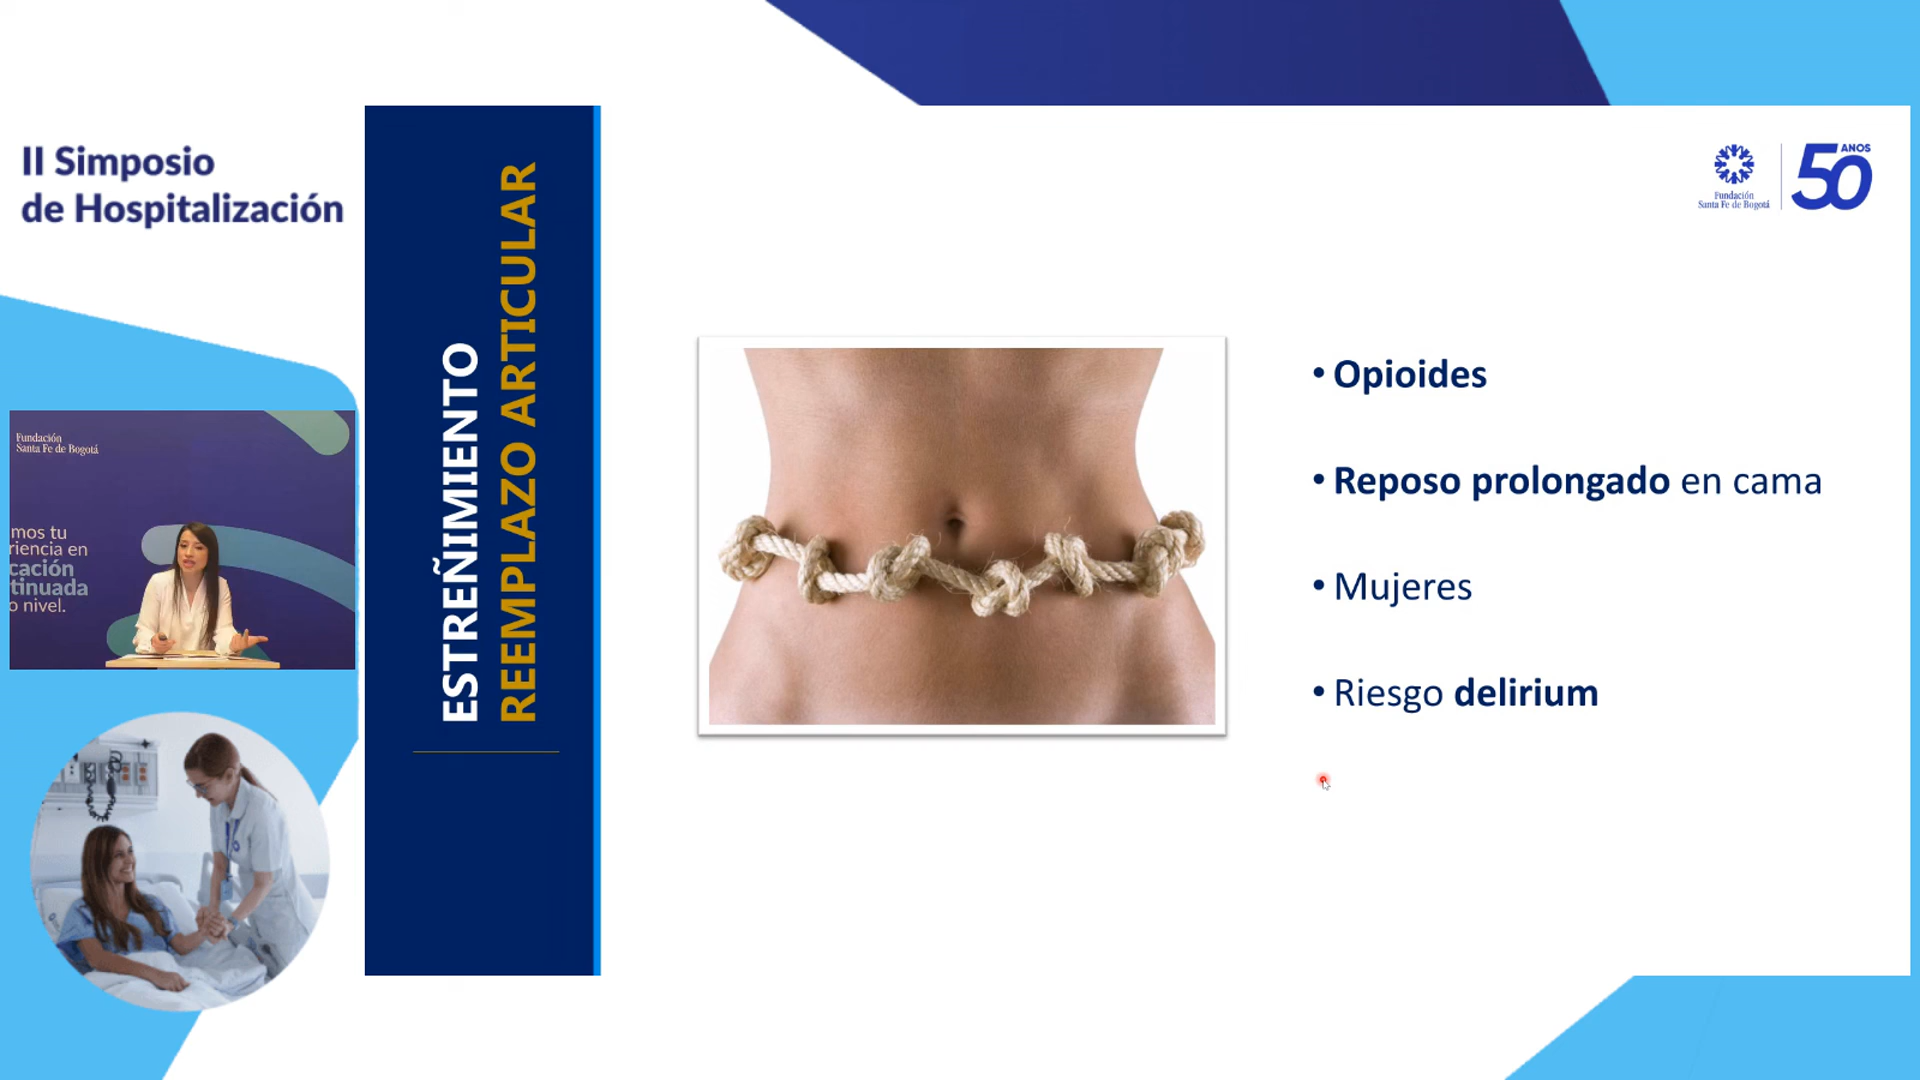 II Simposio
de Hospitalización
Fundación
Santa Fe de Bogotá
mos tu
riencia en
cación
tinuada
o nivel.
ESTREÑIMIENTO
REEMPLAZO ARTICULAR
Fundación
Santa Fe de Bogotá
50 AÑOS
• Opioides
• Reposo prolongado en cama
• Mujeres
• Riesgo delirium